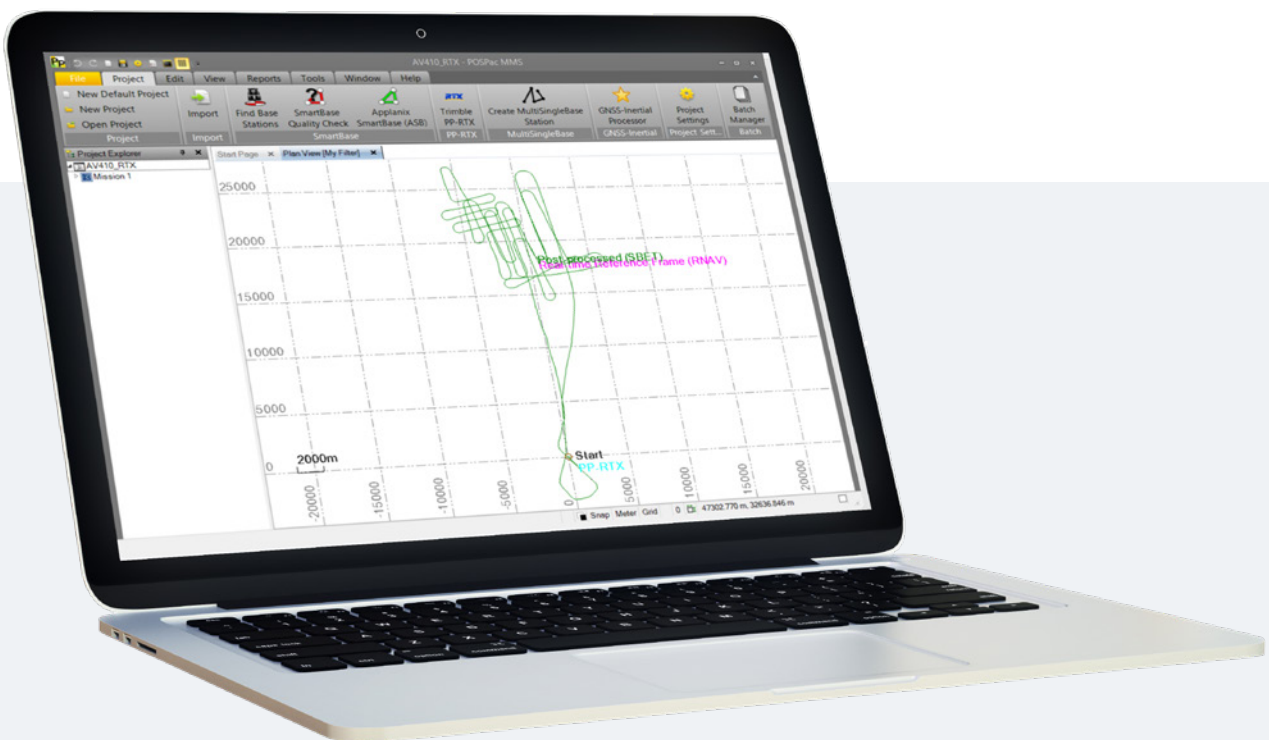 AV410_RTX - POSPac MMS
File Project Edit View Reports Tools Window Help
New Default Project
New Project
Open Project
Import
Find Base
Stations
SmartBase
Quality Check
Applanix
SmartBase (ASB)
RTX
Trimble
PP-RTX
Create MultiSingleBase
Station
GNSS-Inertial
Processor
Project
Settings
Batch
Manager
Project Import SmartBase PP-RTX MultiSingleBase GNSS-Inertial Project Sett... Batch
Project Explorer
Start Page Plan View [My Filter]
AV410_RTX
Mission 1
25000
20000
Post-processed (SBET)
Real-time Reference Frame (RNAV)
15000
10000
5000
0
2000m
Start
PP-RTX
-20000 -15000 -10000 -5000 0 5000 10000 15000 20000
Snap Meter Grid 0 47302.770 m, 32636.846 m